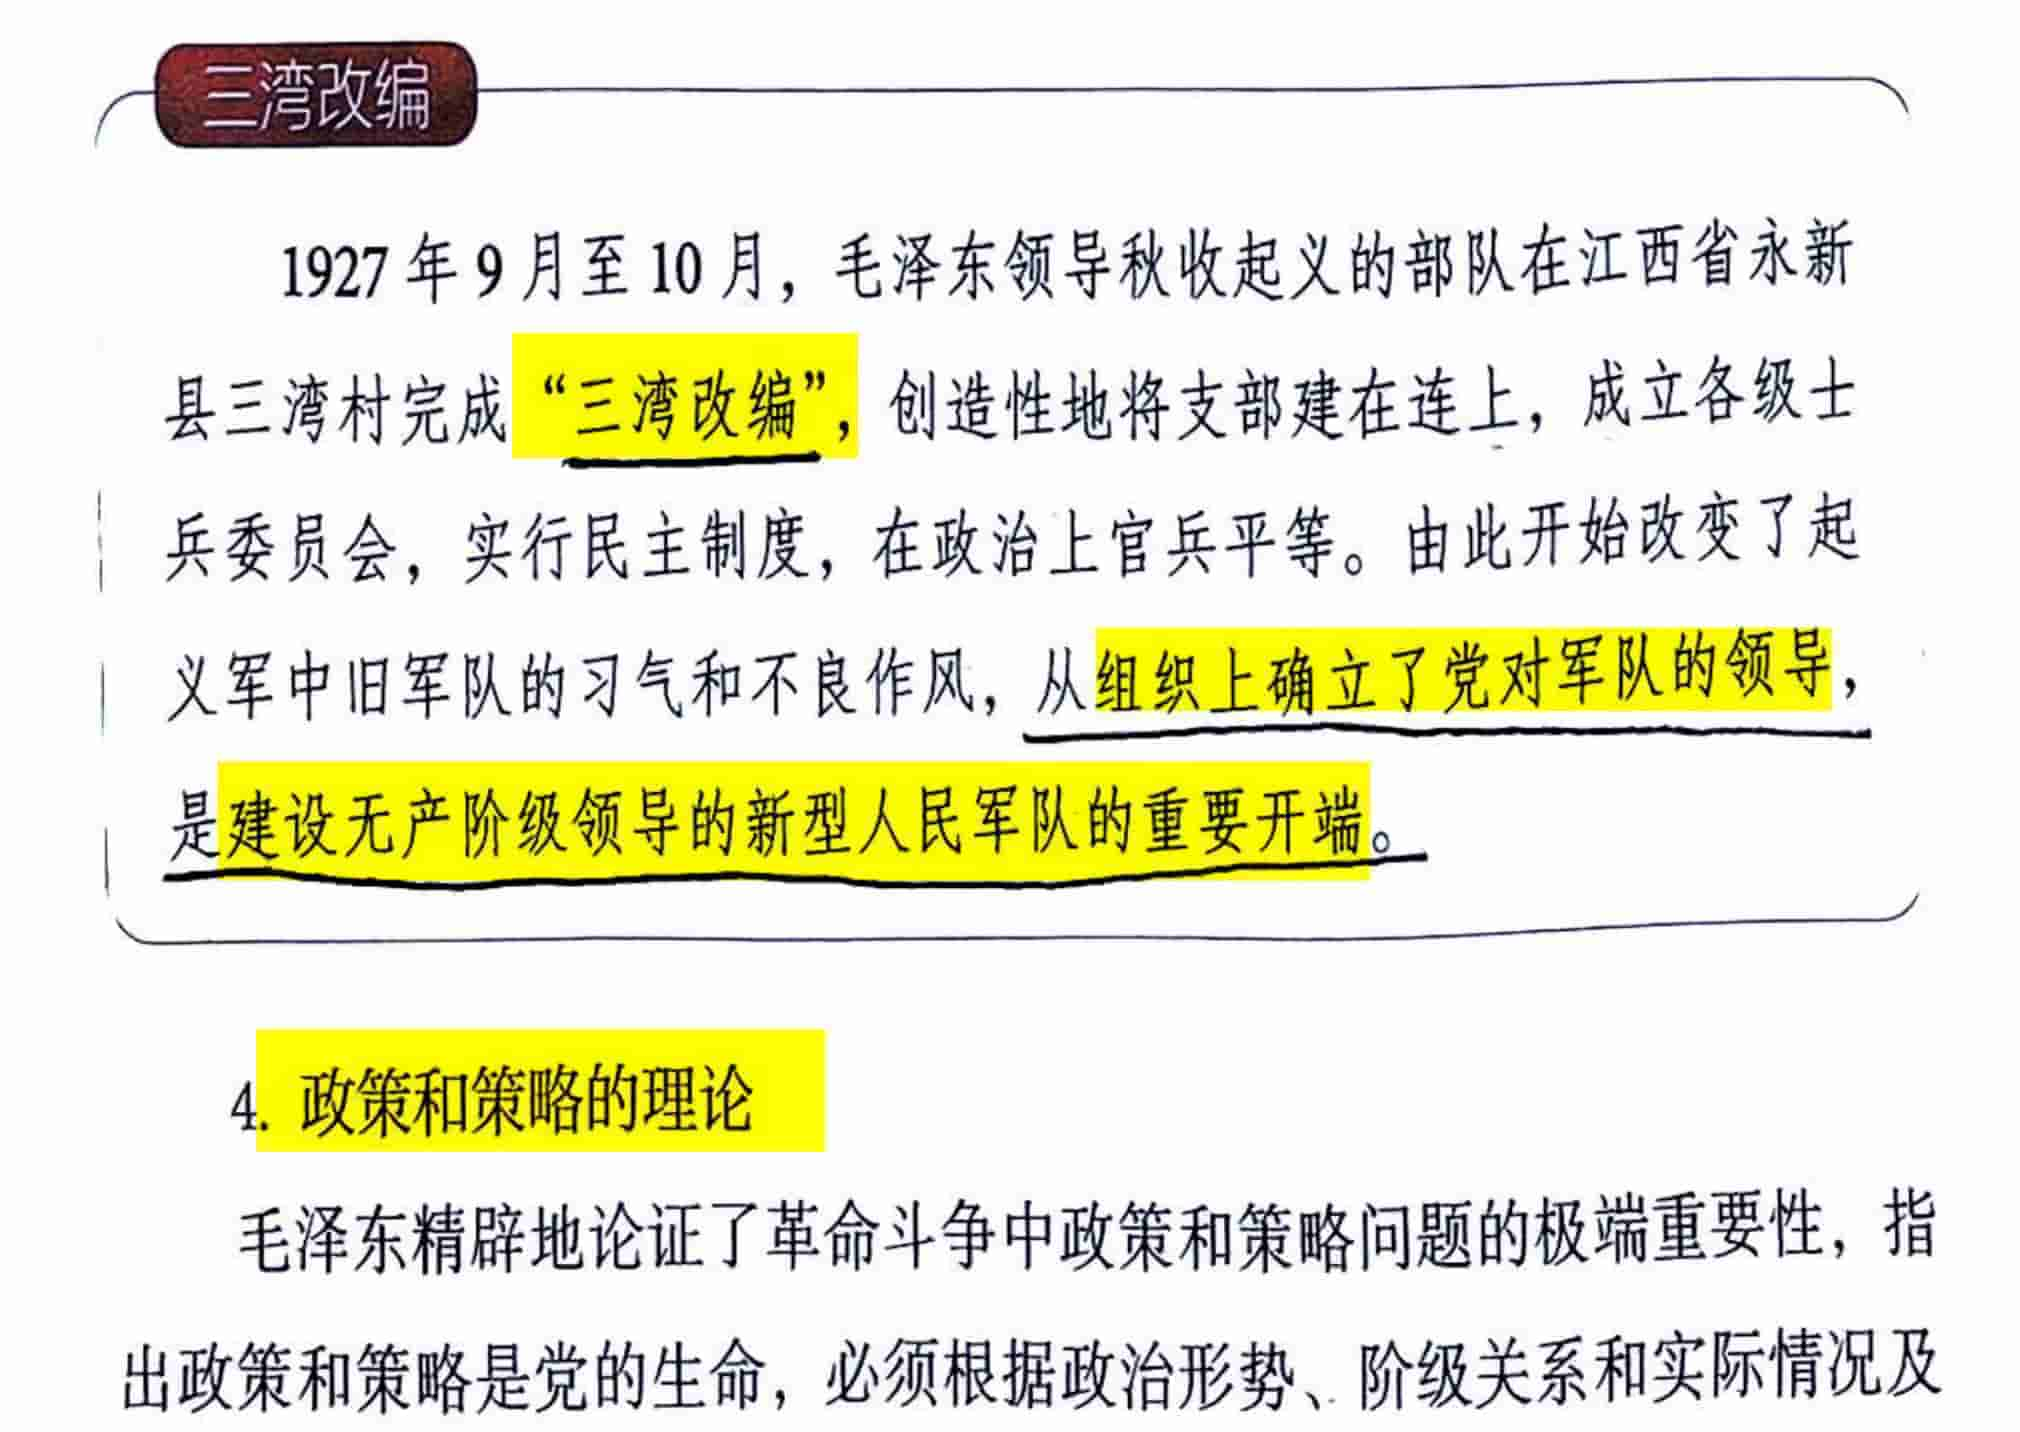 三湾改编
1927年9月至10月，毛泽东领导秋收起义的部队在江西省永新
县三湾村完成“三湾改编”，创造性地将支部建在连上，成立各级士
兵委员会，实行民主制度，在政治上官兵平等。由此开始改变了起
义军中旧军队的习气和不良作风，从组织上确立了党对军队的领导，
是建设无产阶级领导的新型人民军队的重要开端。
4. 政策和策略的理论
毛泽东精辟地论证了革命斗争中政策和策略问题的极端重要性，指
出政策和策略是党的生命，必须根据政治形势、阶级关系和实际情况及